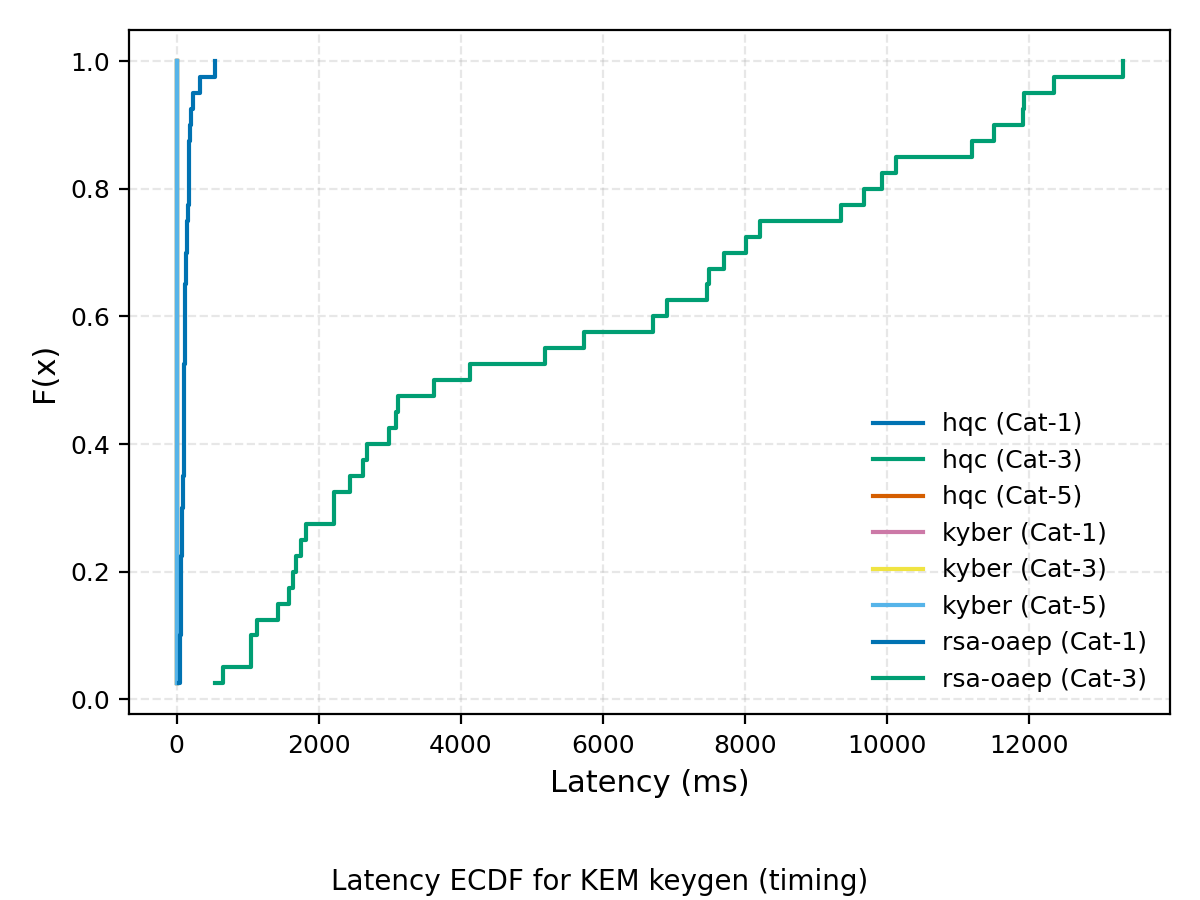 1.0
0.8
0.6
0.4
0.2
0.0
F(x)
hqc (Cat-1)
hqc (Cat-3)
hqc (Cat-5)
kyber (Cat-1)
kyber (Cat-3)
kyber (Cat-5)
rsa-oaep (Cat-1)
rsa-oaep (Cat-3)
0 2000 4000 6000 8000 10000 12000
Latency (ms)
Latency ECDF for KEM keygen (timing)